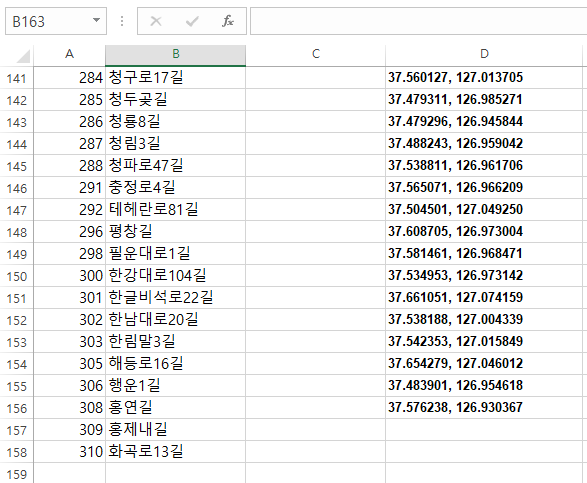 B163 fx
A B C D
141 284 청구로17길 37.560127, 127.013705
142 285 청두곶길 37.479311, 126.985271
143 286 청룡8길 37.479296, 126.945844
144 287 청림3길 37.488243, 126.959042
145 288 청파로47길 37.538811, 126.961706
146 291 충정로4길 37.565071, 126.966209
147 292 테헤란로81길 37.504501, 127.049250
148 296 평창길 37.608705, 126.973004
149 298 필운대로1길 37.581461, 126.968471
150 300 한강대로104길 37.534953, 126.973142
151 301 한글비석로22길 37.661051, 127.074159
152 302 한남대로20길 37.538188, 127.004339
153 303 한림말3길 37.542353, 127.015849
154 305 해등로16길 37.654279, 127.046012
155 306 행운1길 37.483901, 126.954618
156 308 홍연길 37.576238, 126.930367
157 309 홍제내길
158 310 화곡로13길
159